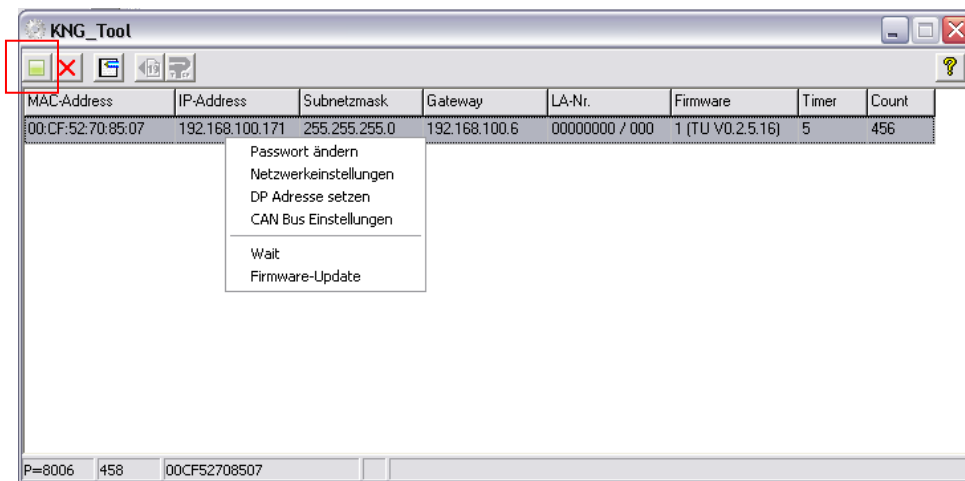 KNG_Tool
MAC-Address IP-Address Subnetzmask Gateway LA-Nr. Firmware Timer Count
00:CF:52:70:85:07 192.168.100.171 255.255.255.0 192.168.100.6 00000000 / 000 1 (TU V0.2.5.16) 5 456
Passwort ändern
Netzwerkeinstellungen
DP Adresse setzen
CAN Bus Einstellungen
Wait
Firmware-Update
P=8006 458 00CF52708507